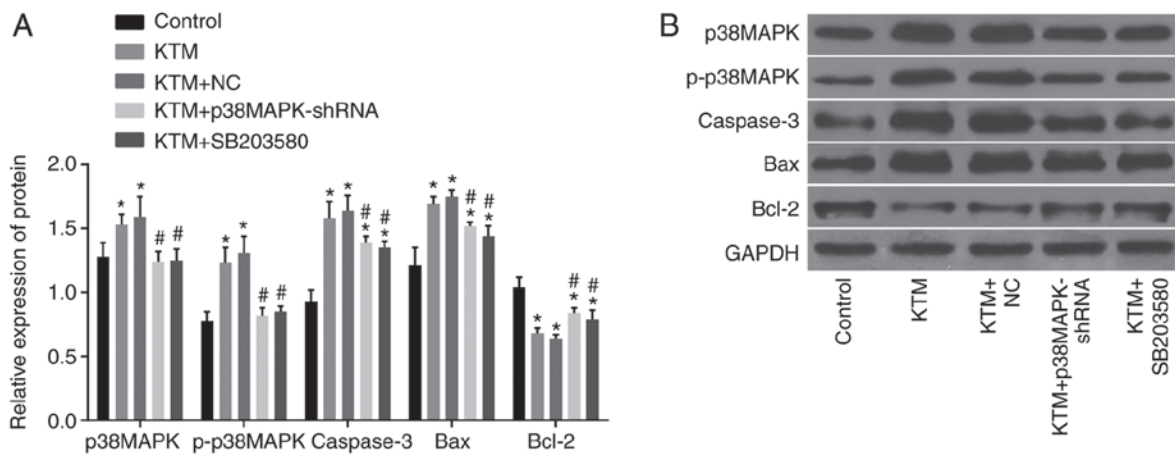 A
Control
KTM
KTM+NC
KTM+p38MAPK-shRNA
KTM+SB203580
Relative expression of protein
2.0
1.5
1.0
0.5
0.0
* * # #
* * # #
* * #* #*
* * #* #*
* * #* #*
p38MAPK p-p38MAPK Caspase-3 Bax Bcl-2
B
p38MAPK
p-p38MAPK
Caspase-3
Bax
Bcl-2
GAPDH
Control
KTM
KTM+
NC
KTM+p38MAPK-
shRNA
KTM+
SB203580